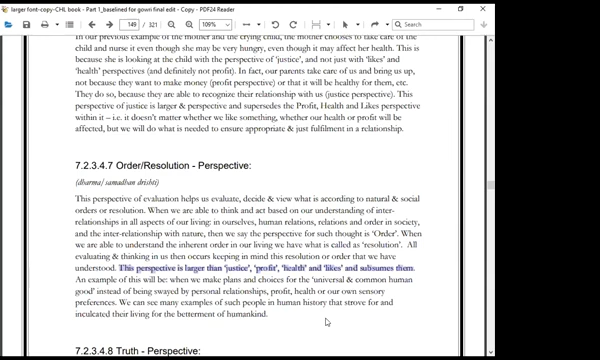 larger font-copy-CHL book - Part 1_baselined for gowri final edit - Copy - PDF24 Reader
149 / 321
109%
Search
In our previous example of the mother and the crying child, the mother chooses to take care of the
child and nurse it even though she may be very hungry, even though it may affect her health. This is
because she is looking at the child with the perspective of 'justice', and not just with 'likes' and
'health' perspectives (and definitely not profit). In fact, our parents take care of us and bring us up,
not because they want to make money (profit perspective) or that it will be healthy for them, etc.
They do so, because they are able to recognize their relationship with us (justice perspective). This
perspective of justice is larger & perspective and supersedes the Profit, Health and Likes perspective
within it – i.e. it doesn't matter whether we like something, whether our health or profit will be
affected, but we will do what is needed to ensure appropriate & just fulfilment in a relationship.
7.2.3.4.7 Order/Resolution - Perspective:
(dharma/ samadhan drishti)
This perspective of evaluation helps us evaluate, decide & view what is according to natural & social
orders or resolution. When we are able to think and act based on our understanding of inter-
relationships in all aspects of our living: in ourselves, human relations, relations and order in society,
and the inter-relationship with nature, then we say the perspective for such thought is 'Order'. When
we are able to understand the inherent order in our living we have what is called as 'resolution'. All
evaluating & thinking in us then occurs keeping in mind this resolution or order that we have
understood. This perspective is larger than 'justice', 'profit', 'health' and 'likes' and subsumes them.
An example of this will be: when we make plans and choices for the 'universal & common human
good' instead of being swayed by personal relationships, profit, health or our own sensory
preferences. We can see many examples of such people in human history that strove for and
inculcated their living for the betterment of humankind.
7.2.3.4.8 Truth - Perspective: